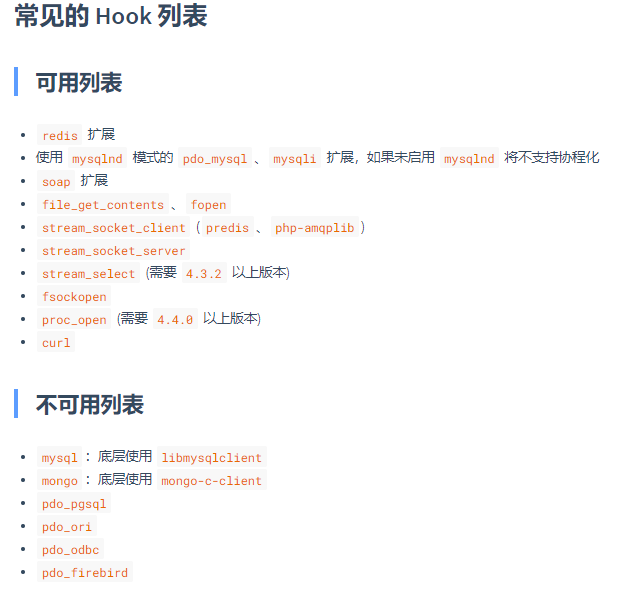 常见的 Hook 列表
可用列表
redis 扩展
使用 mysqlnd 模式的 pdo_mysql 、 mysqli 扩展，如果未启用 mysqlnd 将不支持协程化
soap 扩展
file_get_contents 、 fopen
stream_socket_client ( predis 、 php-amqplib )
stream_socket_server
stream_select (需要 4.3.2 以上版本)
fsockopen
proc_open (需要 4.4.0 以上版本)
curl
不可用列表
mysql ：底层使用 libmysqlclient
mongo ：底层使用 mongo-c-client
pdo_pgsql
pdo_ori
pdo_odbc
pdo_firebird